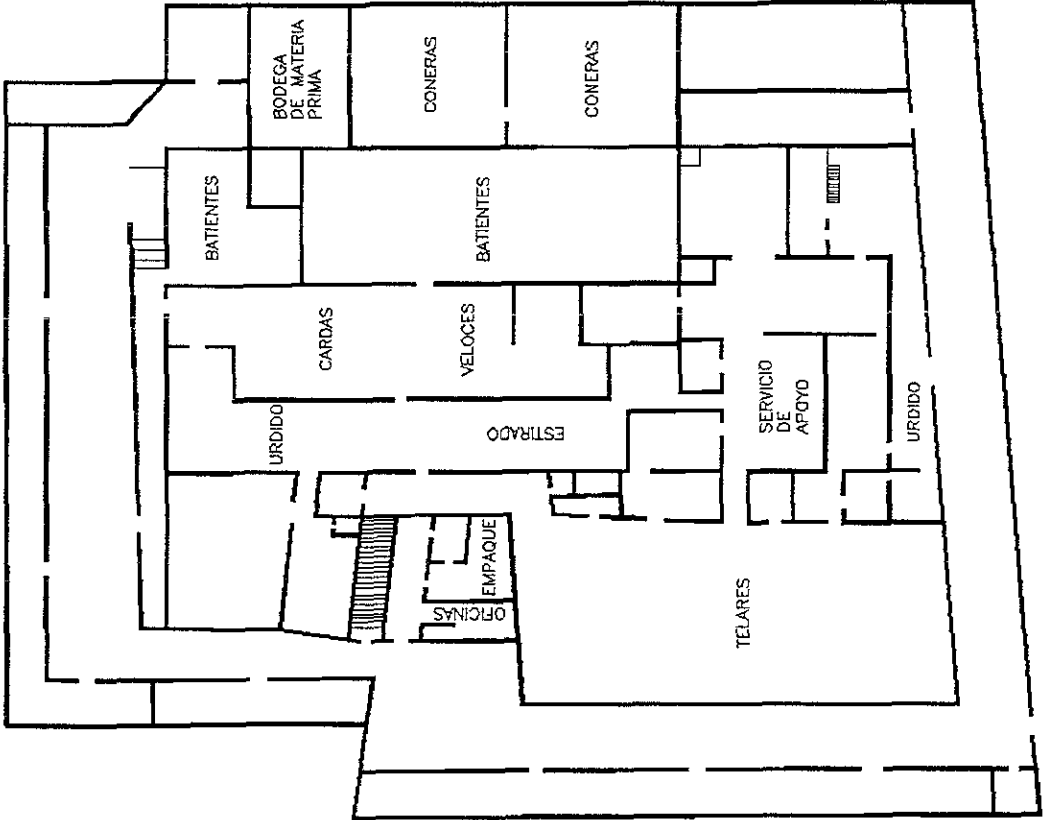 BODEGA
DE MATERIA
PRIMA
CONERAS
CONERAS
BATIENTES
BATIENTES
CARDAS
VELOCES
URDIDO
ESTIRADO
SERVICIO
DE
APOYO
URDIDO
EMPAQUE
OFICINAS
TELARES